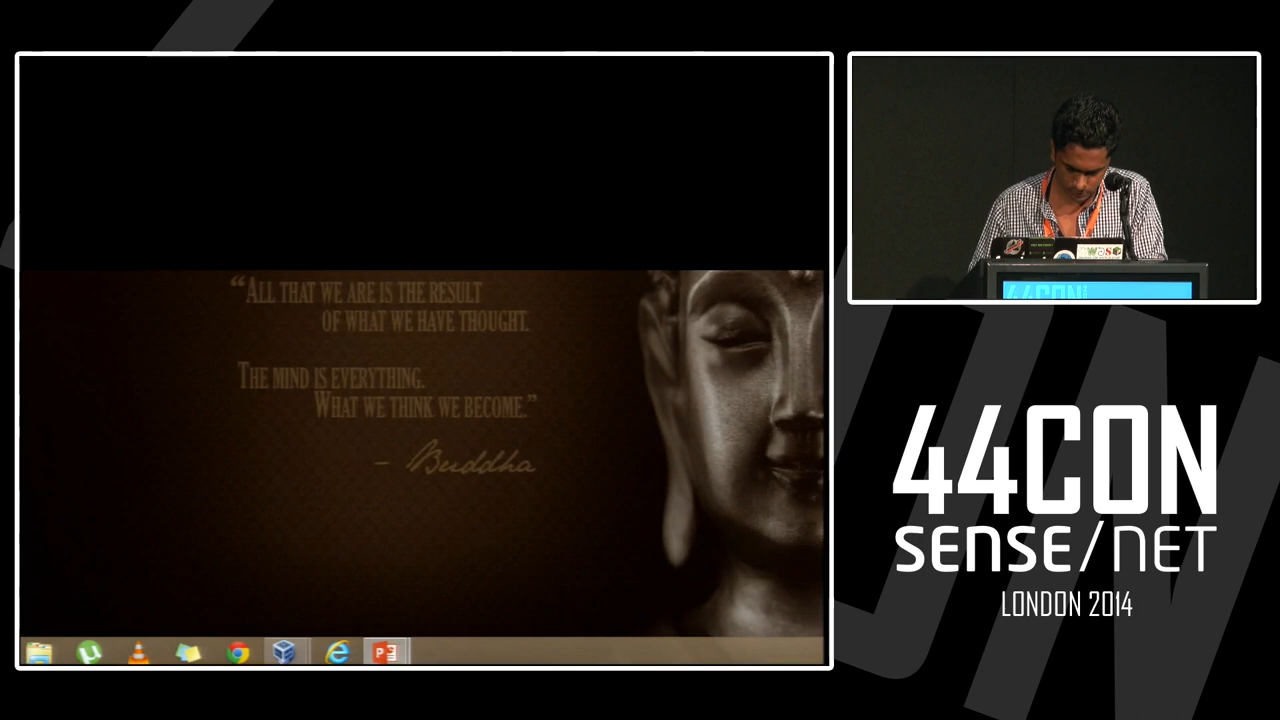 “ALL THAT WE ARE IS THE RESULT
OF WHAT WE HAVE THOUGHT.
THE MIND IS EVERYTHING.
WHAT WE THINK WE BECOME.”
– Buddha
44CON
44CON
SENSE/NET
LONDON 2014